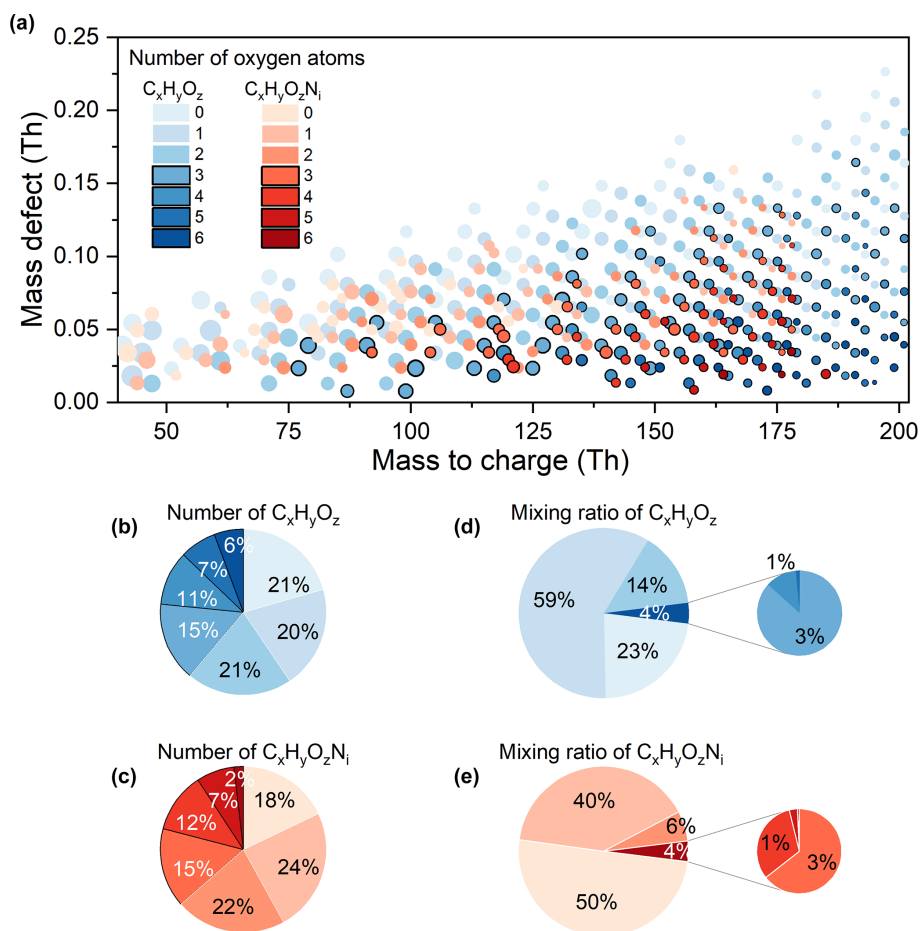 (a)
Number of oxygen atoms
CxHyOz CxHyOzNi
0 0
1 1
2 2
3 3
4 4
5 5
6 6
Mass defect (Th)
0.25
0.20
0.15
0.10
0.05
0.00
50 75 100 125 150 175 200
Mass to charge (Th)
(b)
Number of CxHyOz
6%
7%
11%
15%
21%
20%
21%
(d)
Mixing ratio of CxHyOz
59%
14%
4%
23%
1%
3%
(c)
Number of CxHyOzNi
2%
7%
12%
15%
18%
24%
22%
(e)
Mixing ratio of CxHyOzNi
40%
6%
4%
50%
1%
3%